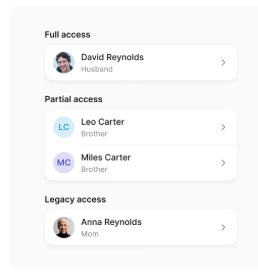 Full access
David Reynolds
Husband
Partial access
LC
Leo Carter
Brother
MC
Miles Carter
Brother
Legacy access
Anna Reynolds
Mom